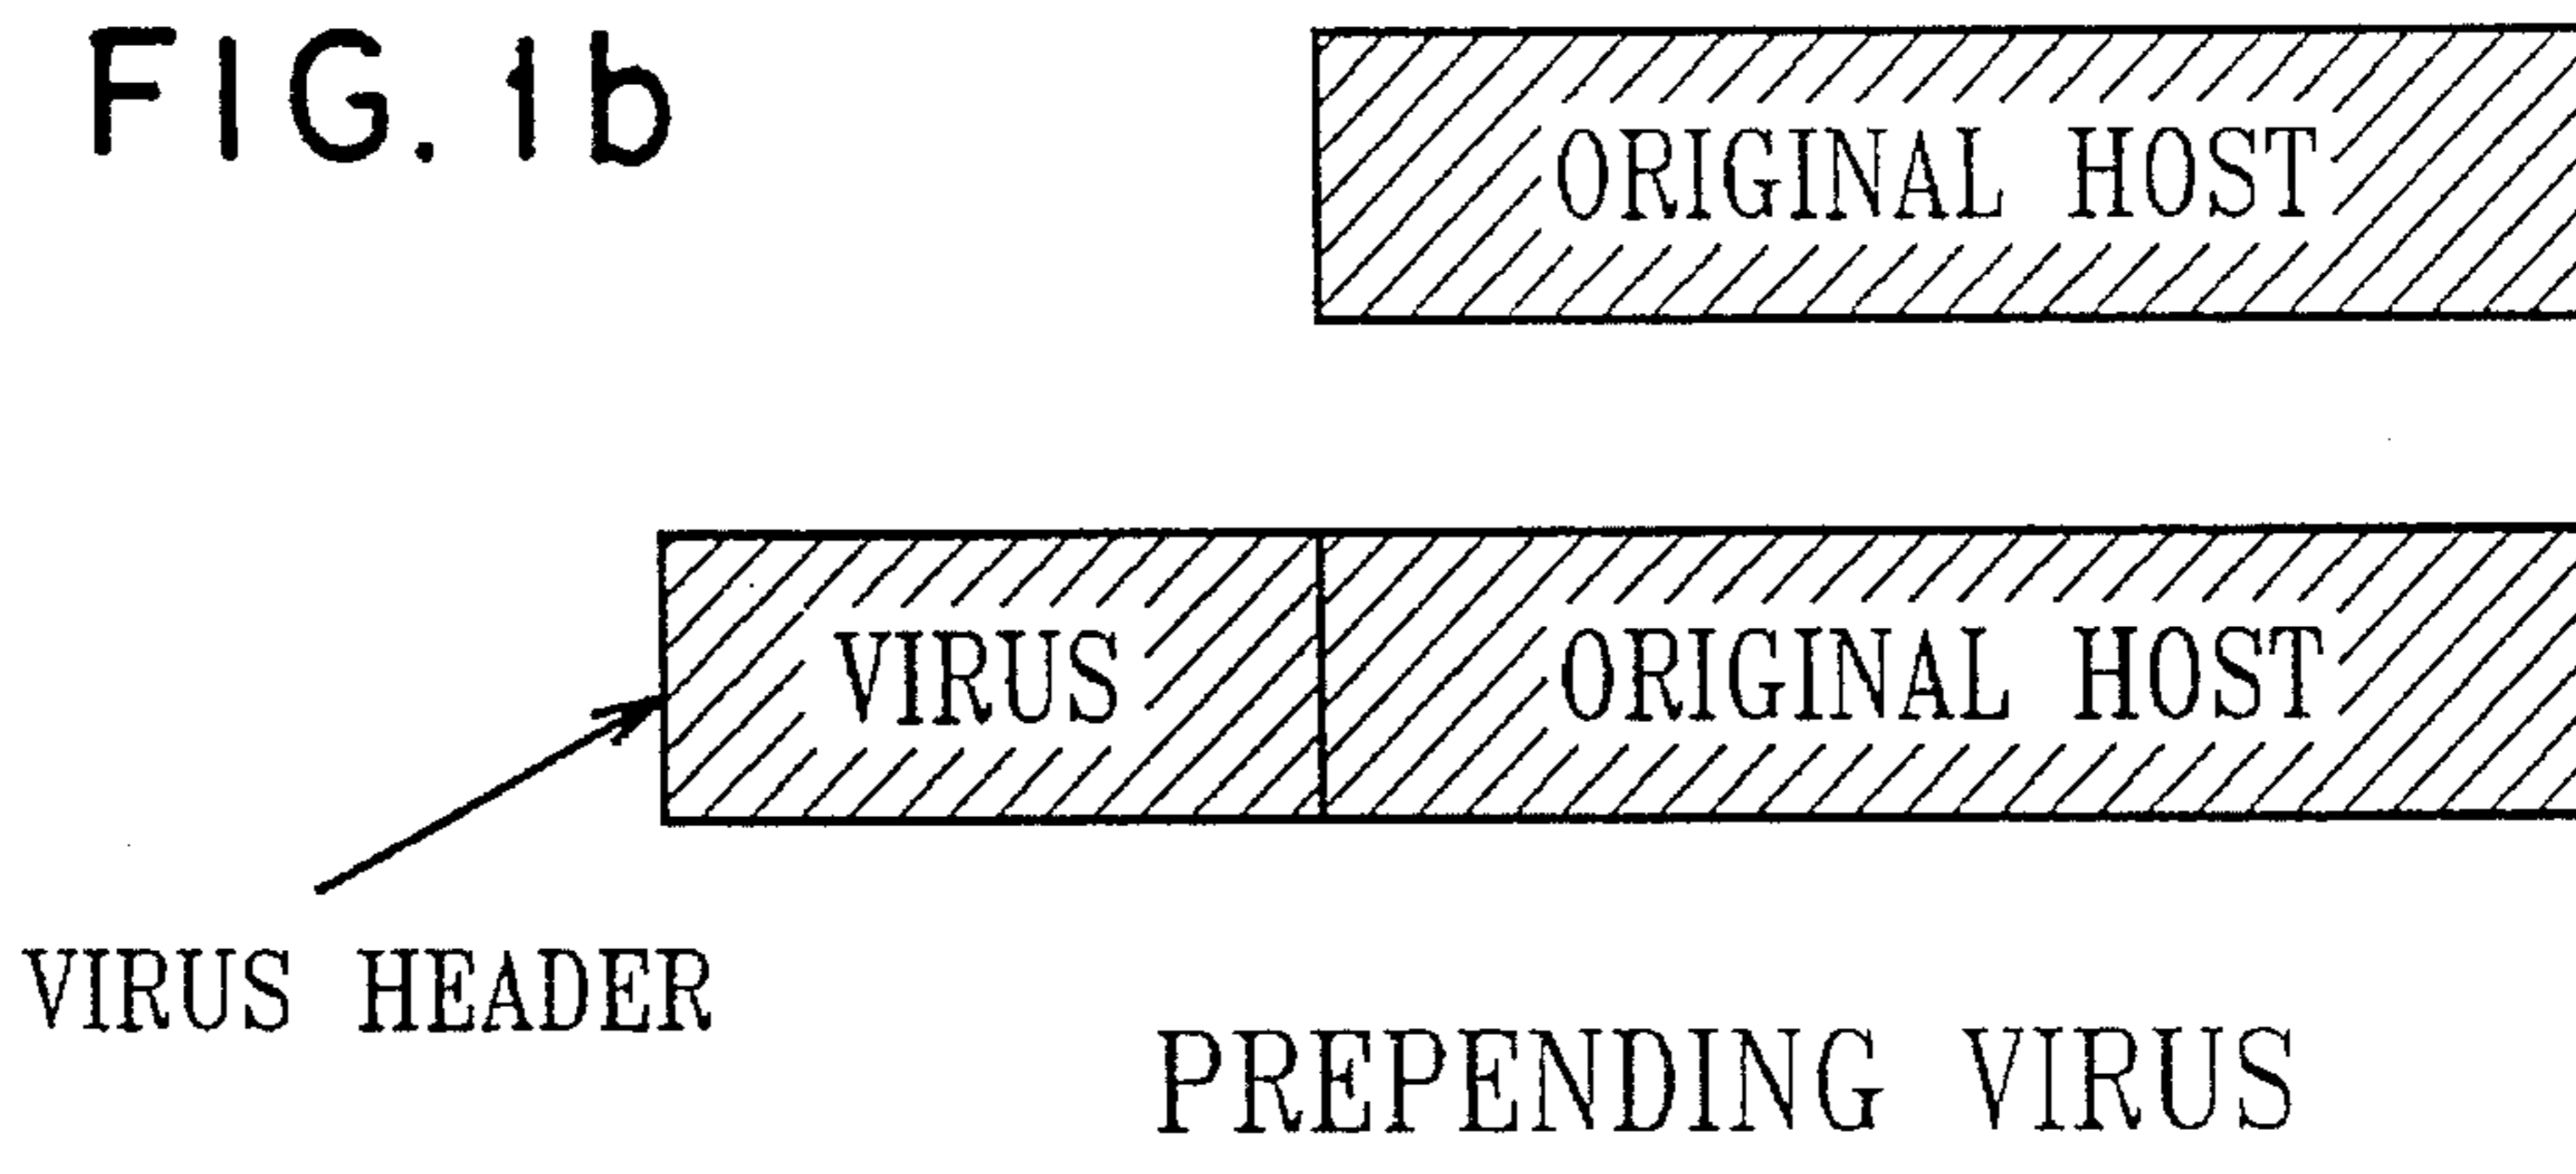 FIG. 1b
ORIGINAL HOST
VIRUS ORIGINAL HOST
VIRUS HEADER
PREPENDING VIRUS